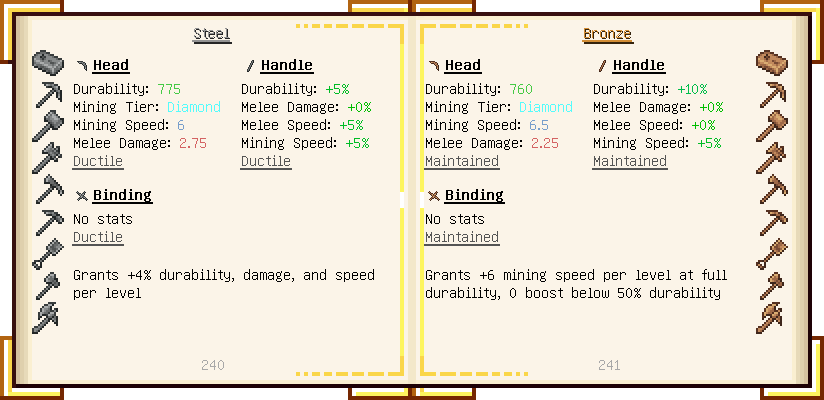 Steel
Head
Durability: 775
Mining Tier: Diamond
Mining Speed: 6
Melee Damage: 2.75
Ductile
Handle
Durability: +5%
Melee Damage: +0%
Melee Speed: +5%
Mining Speed: +5%
Ductile
Binding
No stats
Ductile
Grants +4% durability, damage, and speed
per level
240
Bronze
Head
Durability: 760
Mining Tier: Diamond
Mining Speed: 6.5
Melee Damage: 2.25
Maintained
Handle
Durability: +10%
Melee Damage: +0%
Melee Speed: +0%
Mining Speed: +5%
Maintained
Binding
No stats
Maintained
Grants +6 mining speed per level at full
durability, 0 boost below 50% durability
241